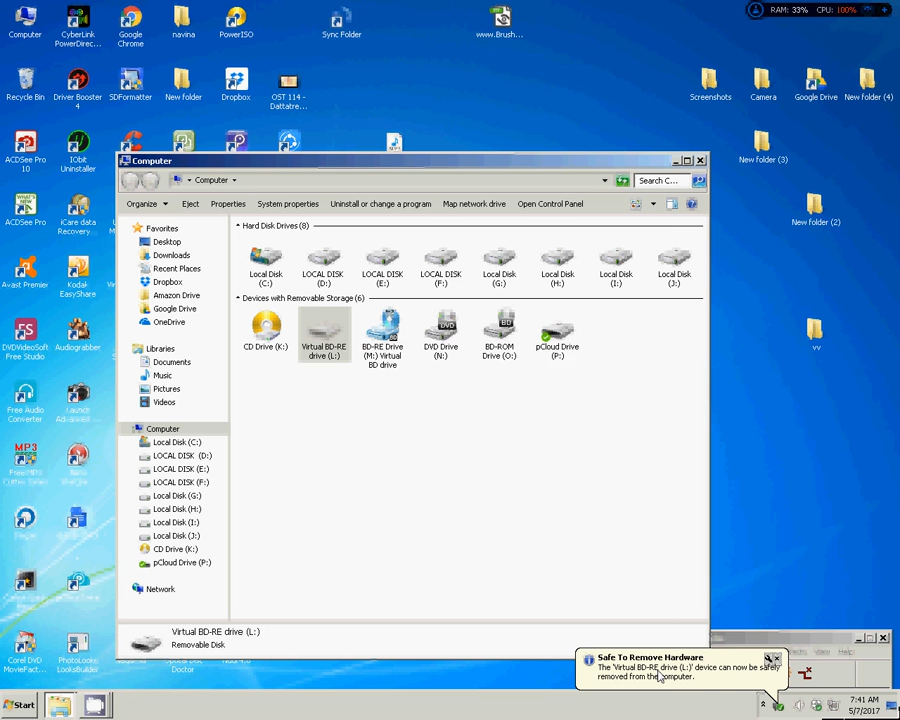 RAM: 33% CPU: 100%
Computer
CyberLink
PowerDirec...
Google
Chrome
navina
PowerISO
Sync Folder
www.Brush...
Recycle Bin
Driver Booster
4
SDFormatter
New folder
Dropbox
OST 114 -
Dattatre...
Screenshots
Camera
Google Drive
New folder (4)
ACDSee Pro
10
IObit
Uninstaller
New folder (3)
ACDSee Pro
iCare data
Recovery...
New folder (2)
Avast Premier
Kodak
EasyShare
DVDVideoSoft
Free Studio
Audiograbber
vv
Free Audio
Converter
Launch
Advanced ...
MP3
Corel DVD
MovieFact...
PhotoLooks
LooksBuilder
Computer
Computer
Search C...
Organize
Eject
Properties
System properties
Uninstall or change a program
Map network drive
Open Control Panel
Favorites
Desktop
Downloads
Recent Places
Dropbox
Amazon Drive
Google Drive
OneDrive
Libraries
Documents
Music
Pictures
Videos
Computer
Local Disk (C:)
LOCAL DISK (D:)
LOCAL DISK (E:)
LOCAL DISK (F:)
Local Disk (G:)
Local Disk (H:)
Local Disk (I:)
Local Disk (J:)
CD Drive (K:)
pCloud Drive (P:)
Network
Hard Disk Drives (8)
Local Disk
(C:)
LOCAL DISK
(D:)
LOCAL DISK
(E:)
LOCAL DISK
(F:)
Local Disk
(G:)
Local Disk
(H:)
Local Disk
(I:)
Local Disk
(J:)
Devices with Removable Storage (6)
CD Drive (K:)
Virtual BD-RE
drive (L:)
BD-RE Drive
(M:) Virtual
BD drive
DVD Drive
(N:)
BD-ROM
Drive (O:)
pCloud Drive
(P:)
Virtual BD-RE drive (L:)
Removable Disk
Safe To Remove Hardware
The 'Virtual BD-RE drive (L:)' device can now be safely
removed from the computer.
View Help
Start
7:41 AM
5/7/2017